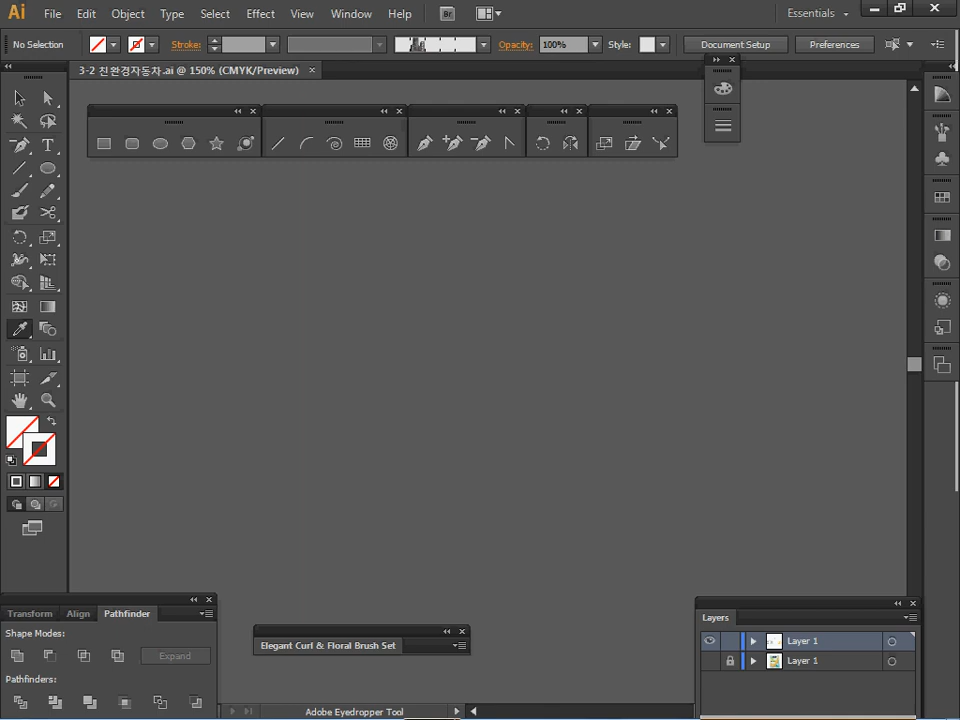 Ai File Edit Object Type Select Effect View Window Help Br Essentials
No Selection Stroke: Opacity: 100% Style: Document Setup Preferences
3-2 친환경자동차.ai @ 150% (CMYK/Preview)
Transform Align Pathfinder
Shape Modes:
Expand
Pathfinders:
Elegant Curl & Floral Brush Set
Adobe Eyedropper Tool
Layers
Layer 1
Layer 1